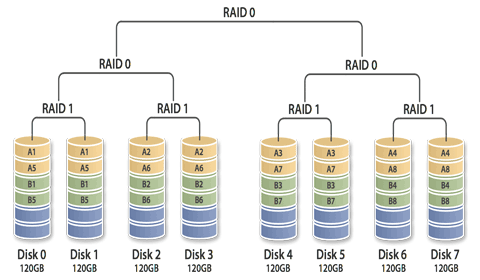 RAID 0
RAID 0 RAID 0
RAID 1 RAID 1 RAID 1 RAID 1
A1 A1 A2 A2 A3 A3 A4 A4
A5 A5 A6 A6 A7 A7 A8 A8
B1 B1 B2 B2 B3 B3 B4 B4
B5 B5 B6 B6 B7 B7 B8 B8
Disk 0 Disk 1 Disk 2 Disk 3 Disk 4 Disk 5 Disk 6 Disk 7
120GB 120GB 120GB 120GB 120GB 120GB 120GB 120GB